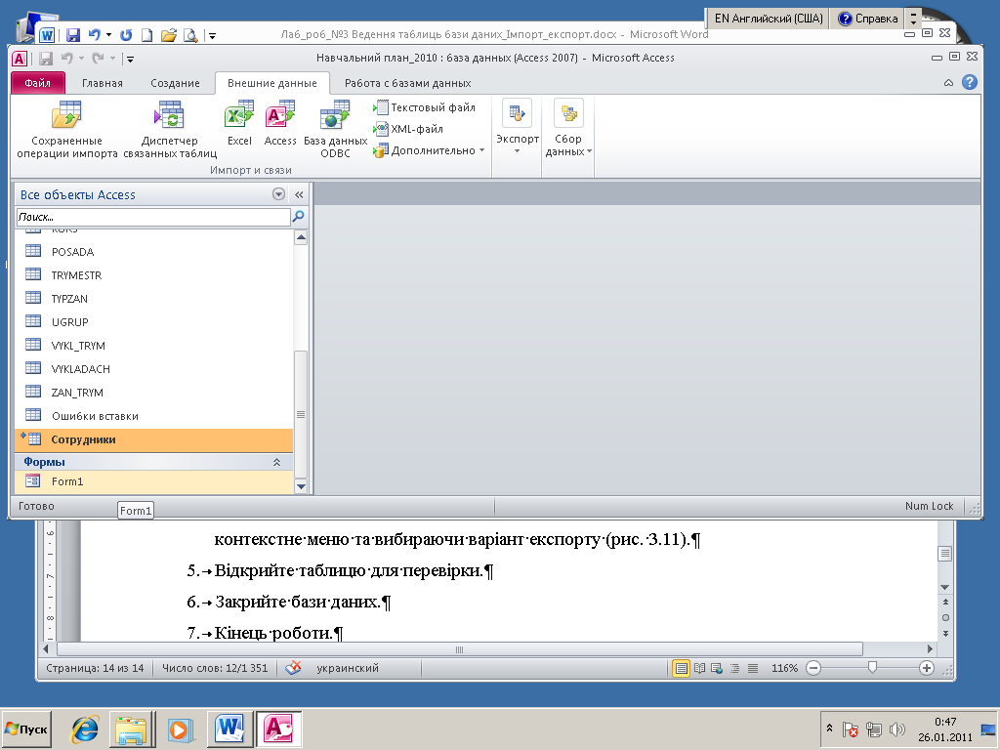 EN Английский (США)
Справка
Лаб_роб_№3 Ведення таблиць бази даних_Імпорт_експорт.docx - Microsoft Word
Навчальний план_2010 : база данных (Access 2007) - Microsoft Access
Файл
Главная
Создание
Внешние данные
Работа с базами данных
Сохраненные
операции импорта
Диспетчер
связанных таблиц
Excel
Access
База данных
ODBC
Текстовый файл
XML-файл
Дополнительно
Экспорт
Сбор
данных
Импорт и связи
Все объекты Access
Поиск...
KURS
POSADA
TRYMESTR
TYPZAN
UGRUP
VYKL_TRYM
VYKLADACH
ZAN_TRYM
Ошибки вставки
Сотрудники
Формы
Form1
Готово
Form1
Num Lock
контекстне·меню·та·вибираючи·варіант·експорту·(рис.·3.11).¶
5.→Відкрийте·таблицю·для·перевірки.¶
6.→Закрийте·бази·даних.¶
7.→Кінець·роботи.¶
Страница: 14 из 14
Число слов: 12/1 351
украинский
116%
Пуск
0:47
26.01.2011